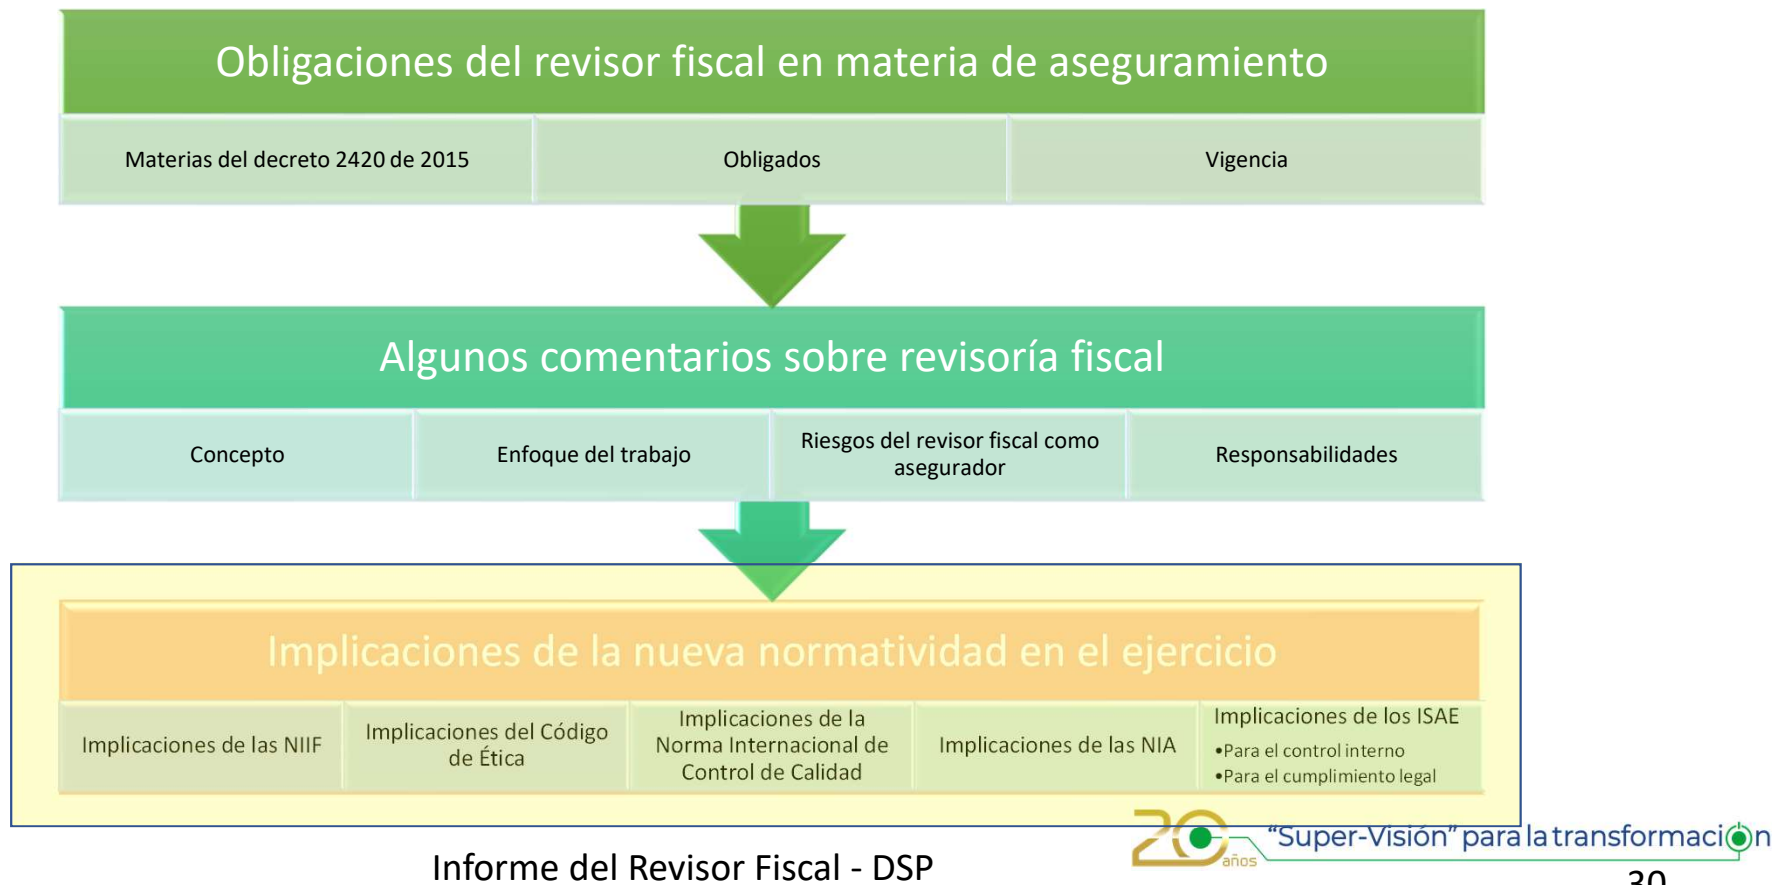 Obligaciones del revisor fiscal en materia de aseguramiento
Materias del decreto 2420 de 2015
Obligados
Vigencia
Algunos comentarios sobre revisoría fiscal
Concepto
Enfoque del trabajo
Riesgos del revisor fiscal como
asegurador
Responsabilidades
Implicaciones de la nueva normatividad en el ejercicio
Implicaciones de las NIIF
Implicaciones del Código
de Ética
Implicaciones de la
Norma Internacional de
Control de Calidad
Implicaciones de las NIA
Implicaciones de los ISAE
•Para el control interno
•Para el cumplimiento legal
20
años
“Super-Visión” para la transformación
Informe del Revisor Fiscal - DSP
30